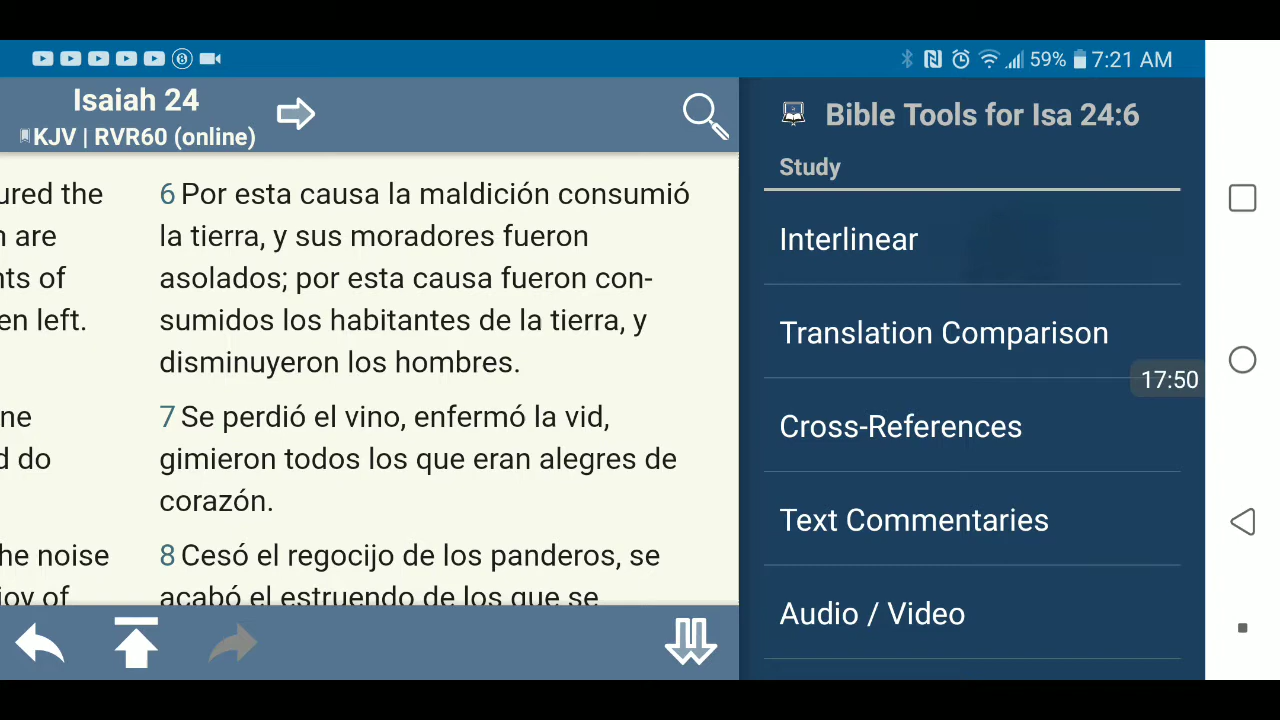 59% 7:21 AM
Isaiah 24
KJV | RVR60 (online)
ured the
are
nts of
en left.
ne
d do
he noise
joy of
6 Por esta causa la maldición consumió
la tierra, y sus moradores fueron
asolados; por esta causa fueron con-
sumidos los habitantes de la tierra, y
disminuyeron los hombres.
7 Se perdió el vino, enfermó la vid,
gimieron todos los que eran alegres de
corazón.
8 Cesó el regocijo de los panderos, se
acabó el estruendo de los que se
Bible Tools for Isa 24:6
Study
Interlinear
Translation Comparison
17:50
Cross-References
Text Commentaries
Audio / Video